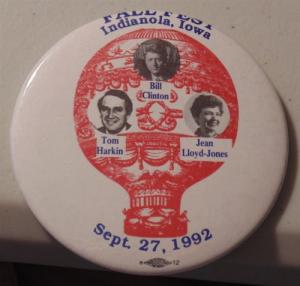 FALL FEST
Indianola, Iowa
Bill
Clinton
Tom
Harkin
Jean
Lloyd-Jones
Sept. 27, 1992